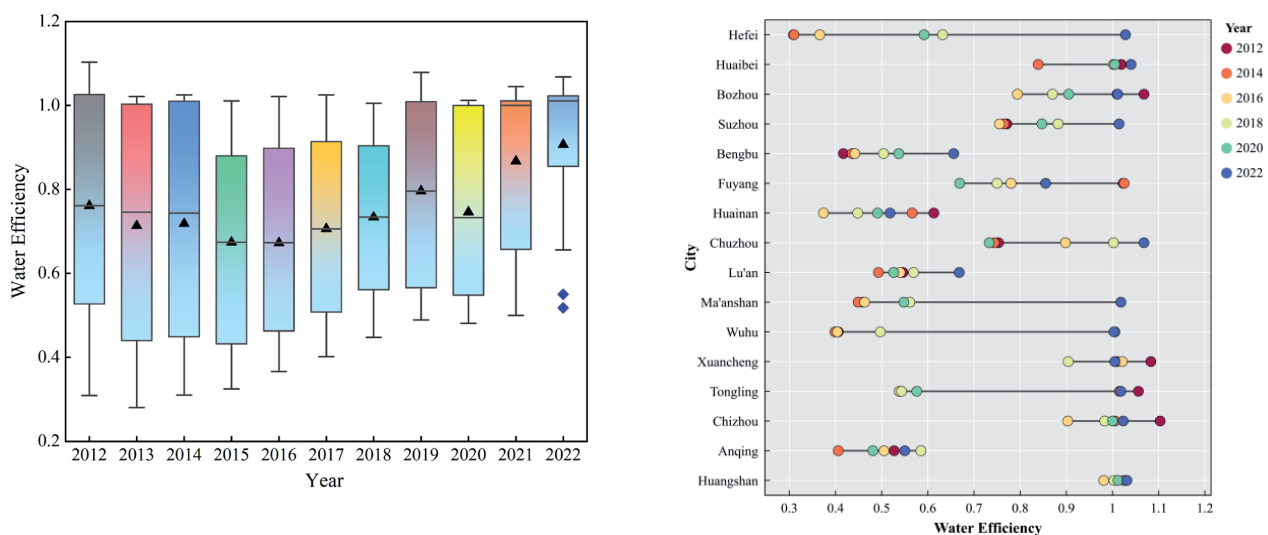 Water Efficiency
1.2
1.0
0.8
0.6
0.4
0.2
2012 2013 2014 2015 2016 2017 2018 2019 2020 2021 2022
Year
City
Hefei
Huaibei
Bozhou
Suzhou
Bengbu
Fuyang
Huainan
Chuzhou
Lu'an
Ma'anshan
Wuhu
Xuancheng
Tongling
Chizhou
Anqing
Huangshan
0.3 0.4 0.5 0.6 0.7 0.8 0.9 1 1.1 1.2
Water Efficiency
Year
2012
2014
2016
2018
2020
2022